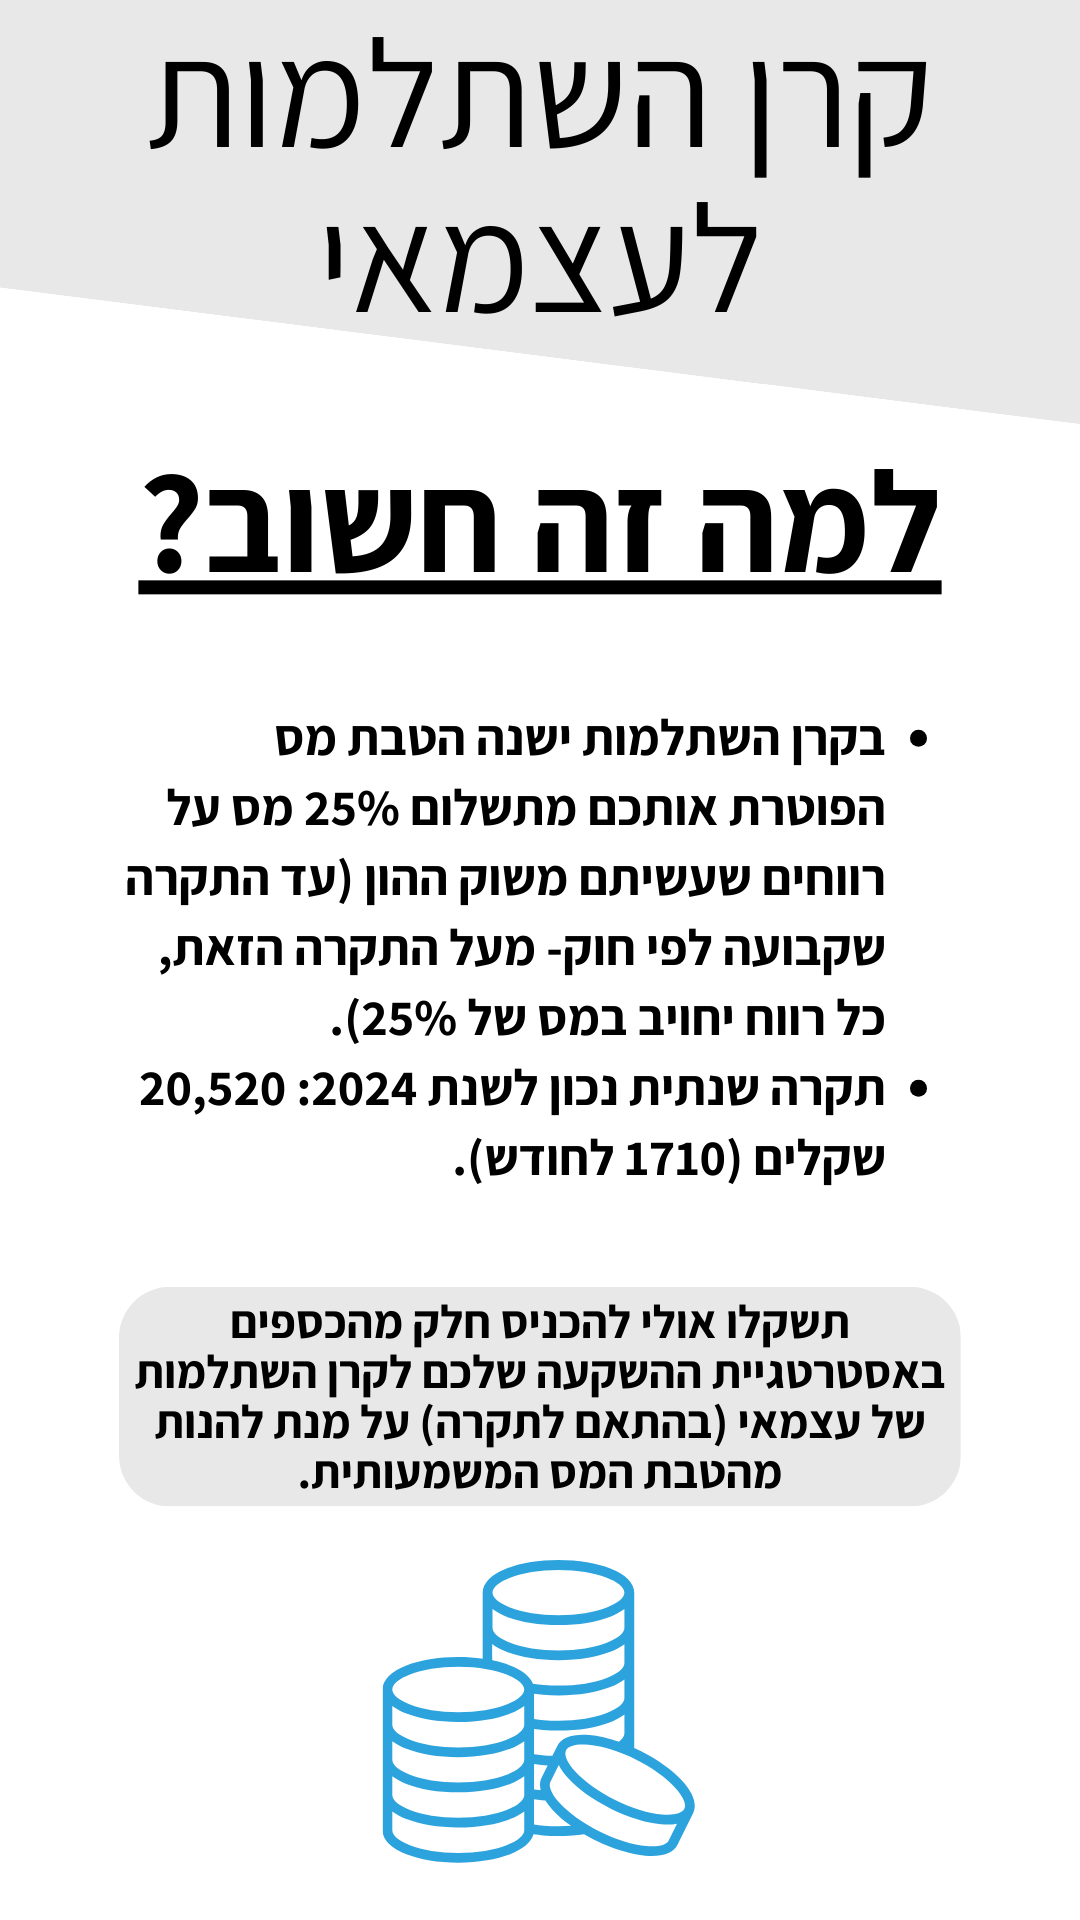 קרן השתלמות
לעצמאי
למה זה חשוב?
• בקרן השתלמות ישנה הטבת מס
הפוטרת אותכם מתשלום 25% מס על
רווחים שעשיתם משוק ההון (עד התקרה
שקבועה לפי חוק- מעל התקרה הזאת,
כל רווח יחויב במס של 25%).
• תקרה שנתית נכון לשנת 2024: 20,520
שקלים (1710 לחודש).
תשקלו אולי להכניס חלק מהכספים
באסטרטגיית ההשקעה שלכם לקרן השתלמות
של עצמאי (בהתאם לתקרה) על מנת להנות
מהטבת המס המשמעותית.